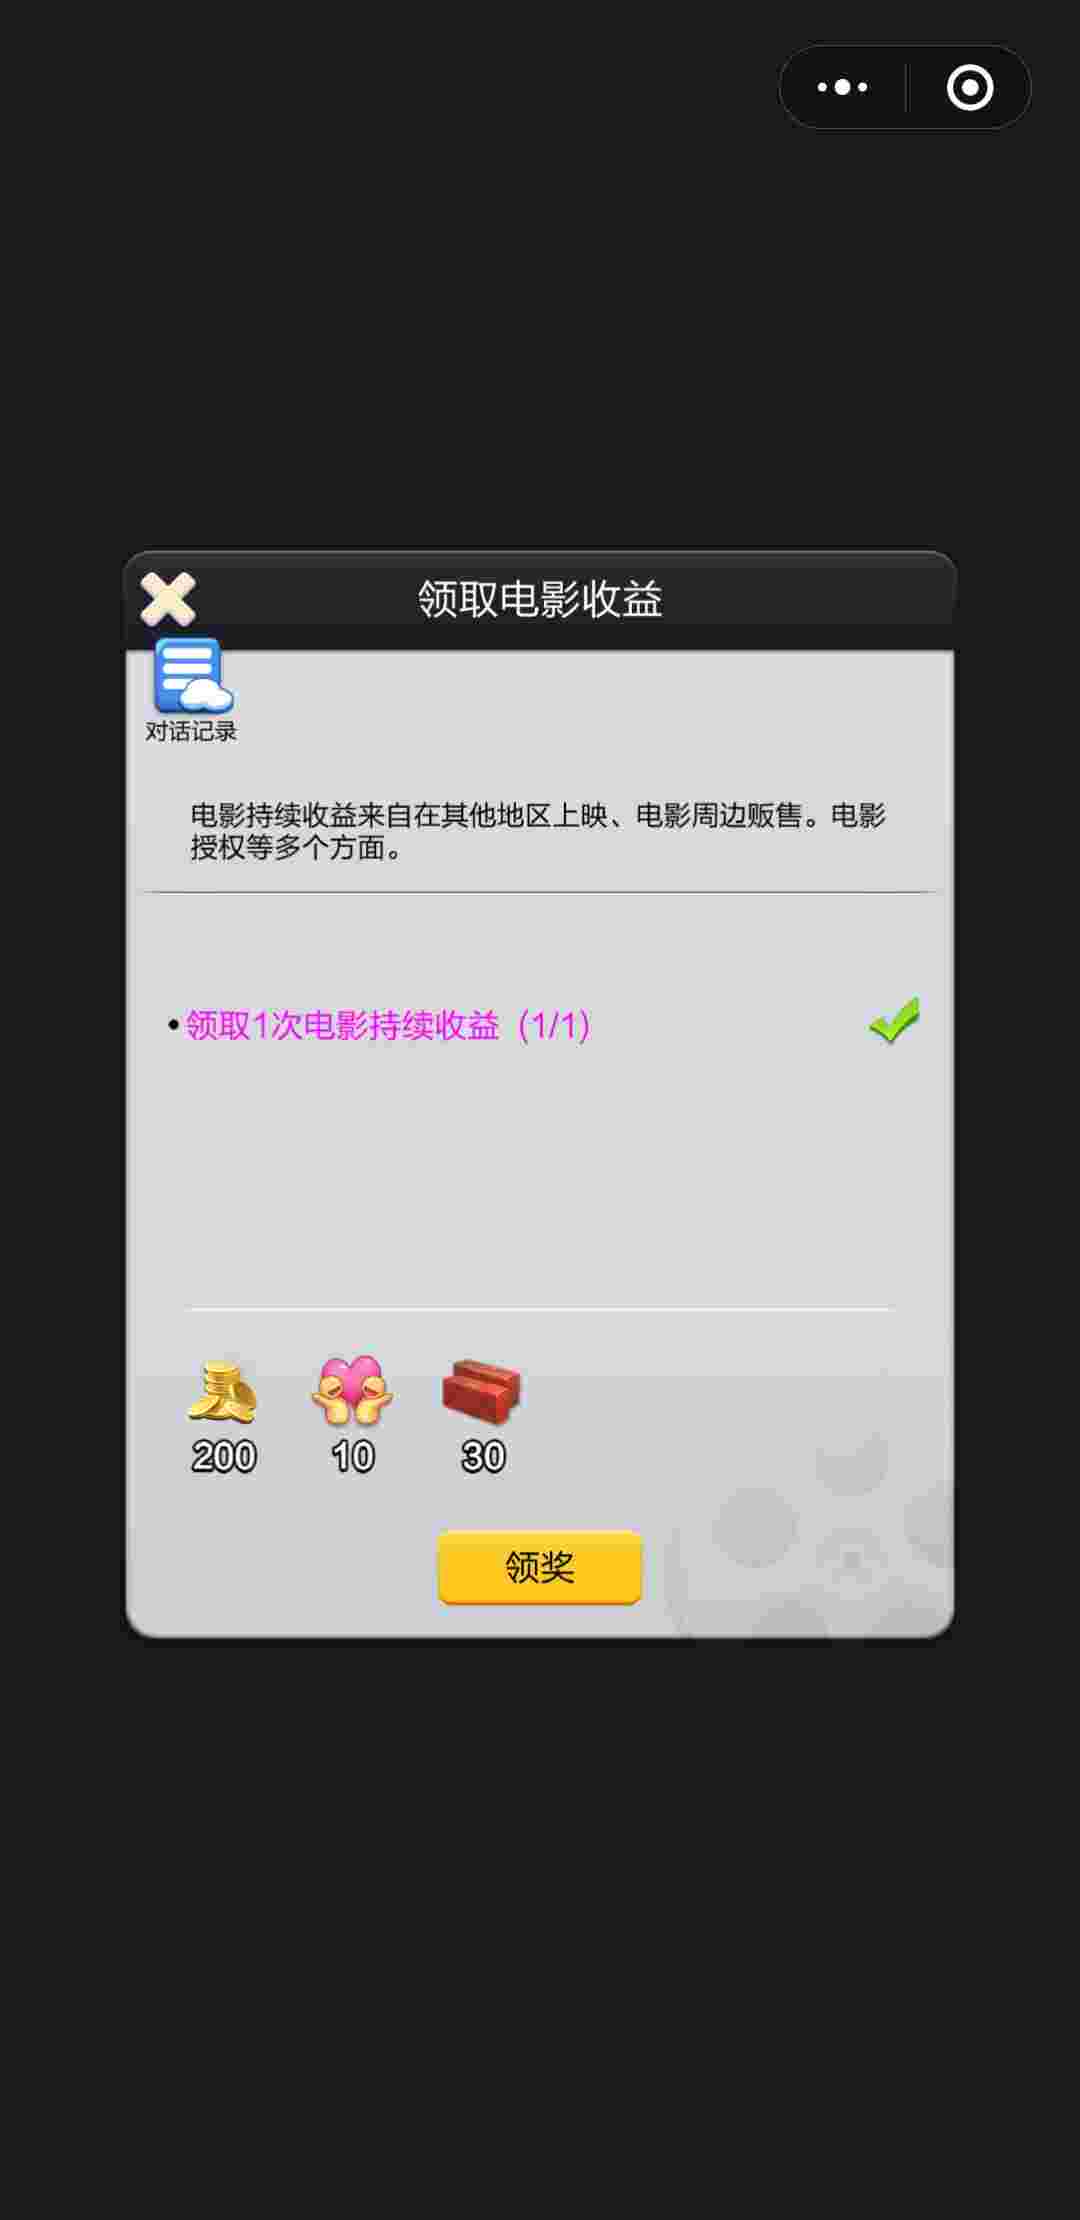 领取电影收益
对话记录
电影持续收益来自在其他地区上映、电影周边贩售。电影
授权等多个方面。
•领取1次电影持续收益 (1/1)
200 10 30
领奖